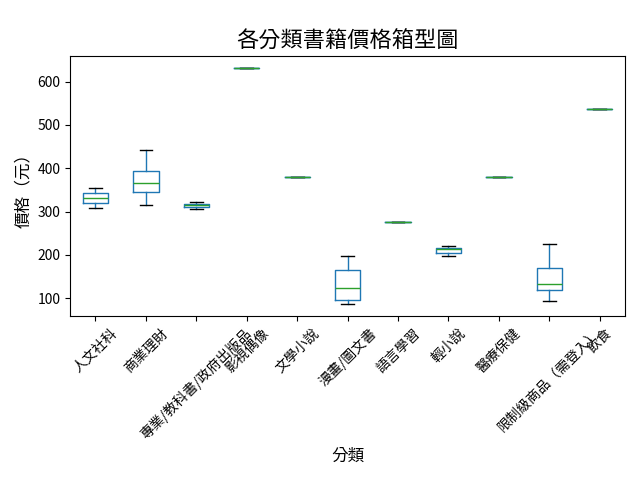 各分類書籍價格箱型圖
價格（元）
600
500
400
300
200
100
人文社科
商業理財
專業/教科書/政府出版品
影視偶像
文學小說
漫畫/圖文書
語言學習
輕小說
醫療保健
限制級商品（需登入）
飲食
分類